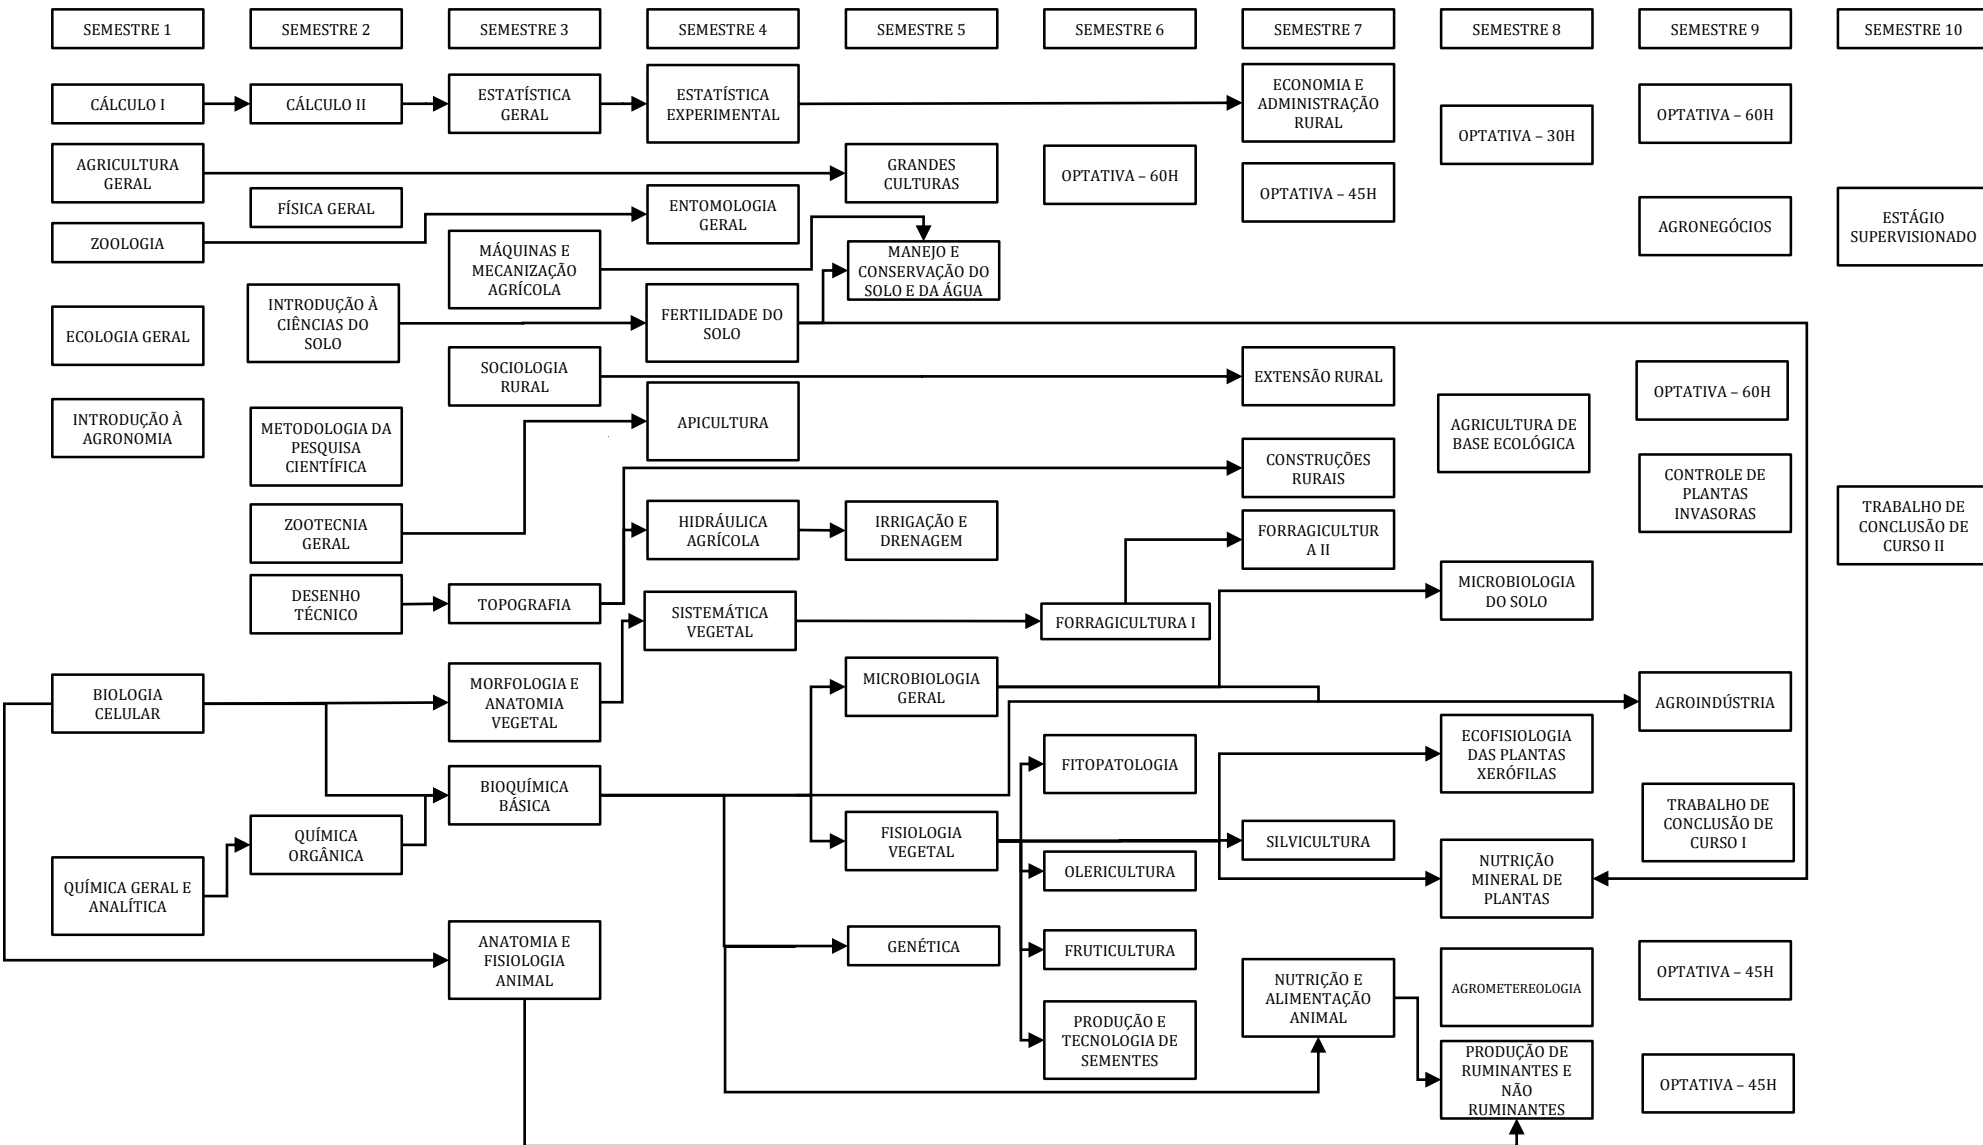 SEMESTRE 1
SEMESTRE 2
SEMESTRE 3
SEMESTRE 4
SEMESTRE 5
SEMESTRE 6
SEMESTRE 7
SEMESTRE 8
SEMESTRE 9
SEMESTRE 10
CÁLCULO I
AGRICULTURA
GERAL
ZOOLOGIA
ECOLOGIA GERAL
INTRODUÇÃO À
AGRONOMIA
BIOLOGIA
CELULAR
QUÍMICA GERAL E
ANALÍTICA
CÁLCULO II
FÍSICA GERAL
INTRODUÇÃO À
CIÊNCIAS DO
SOLO
METODOLOGIA DA
PESQUISA
CIENTÍFICA
ZOOTECNIA
GERAL
DESENHO
TÉCNICO
QUÍMICA
ORGÂNICA
ESTATÍSTICA
GERAL
MÁQUINAS E
MECANIZAÇÃO
AGRÍCOLA
SOCIOLOGIA
RURAL
TOPOGRAFIA
MORFOLOGIA E
ANATOMIA
VEGETAL
BIOQUÍMICA
BÁSICA
ANATOMIA E
FISIOLOGIA
ANIMAL
ESTATÍSTICA
EXPERIMENTAL
ENTOMOLOGIA
GERAL
FERTILIDADE DO
SOLO
APICULTURA
HIDRÁULICA
AGRÍCOLA
SISTEMÁTICA
VEGETAL
GRANDES
CULTURAS
MANEJO E
CONSERVAÇÃO DO
SOLO E DA ÁGUA
IRRIGAÇÃO E
DRENAGEM
MICROBIOLOGIA
GERAL
FISIOLOGIA
VEGETAL
GENÉTICA
OPTATIVA – 60H
FORRAGICULTURA I
FITOPATOLOGIA
OLERICULTURA
FRUTICULTURA
PRODUÇÃO E
TECNOLOGIA DE
SEMENTES
ECONOMIA E
ADMINISTRAÇÃO
RURAL
OPTATIVA – 45H
EXTENSÃO RURAL
CONSTRUÇÕES
RURAIS
FORRAGICULTUR
A II
SILVICULTURA
NUTRIÇÃO E
ALIMENTAÇÃO
ANIMAL
OPTATIVA – 30H
AGRICULTURA DE
BASE ECOLÓGICA
MICROBIOLOGIA
DO SOLO
ECOFISIOLOGIA
DAS PLANTAS
XERÓFILAS
NUTRIÇÃO
MINERAL DE
PLANTAS
AGROMETEREOLOGIA
PRODUÇÃO DE
RUMINANTES E
NÃO
RUMINANTES
OPTATIVA – 60H
AGRONEGÓCIOS
OPTATIVA – 60H
CONTROLE DE
PLANTAS
INVASORAS
AGROINDÚSTRIA
TRABALHO DE
CONCLUSÃO DE
CURSO I
OPTATIVA – 45H
OPTATIVA – 45H
ESTÁGIO
SUPERVISIONADO
TRABALHO DE
CONCLUSÃO DE
CURSO II